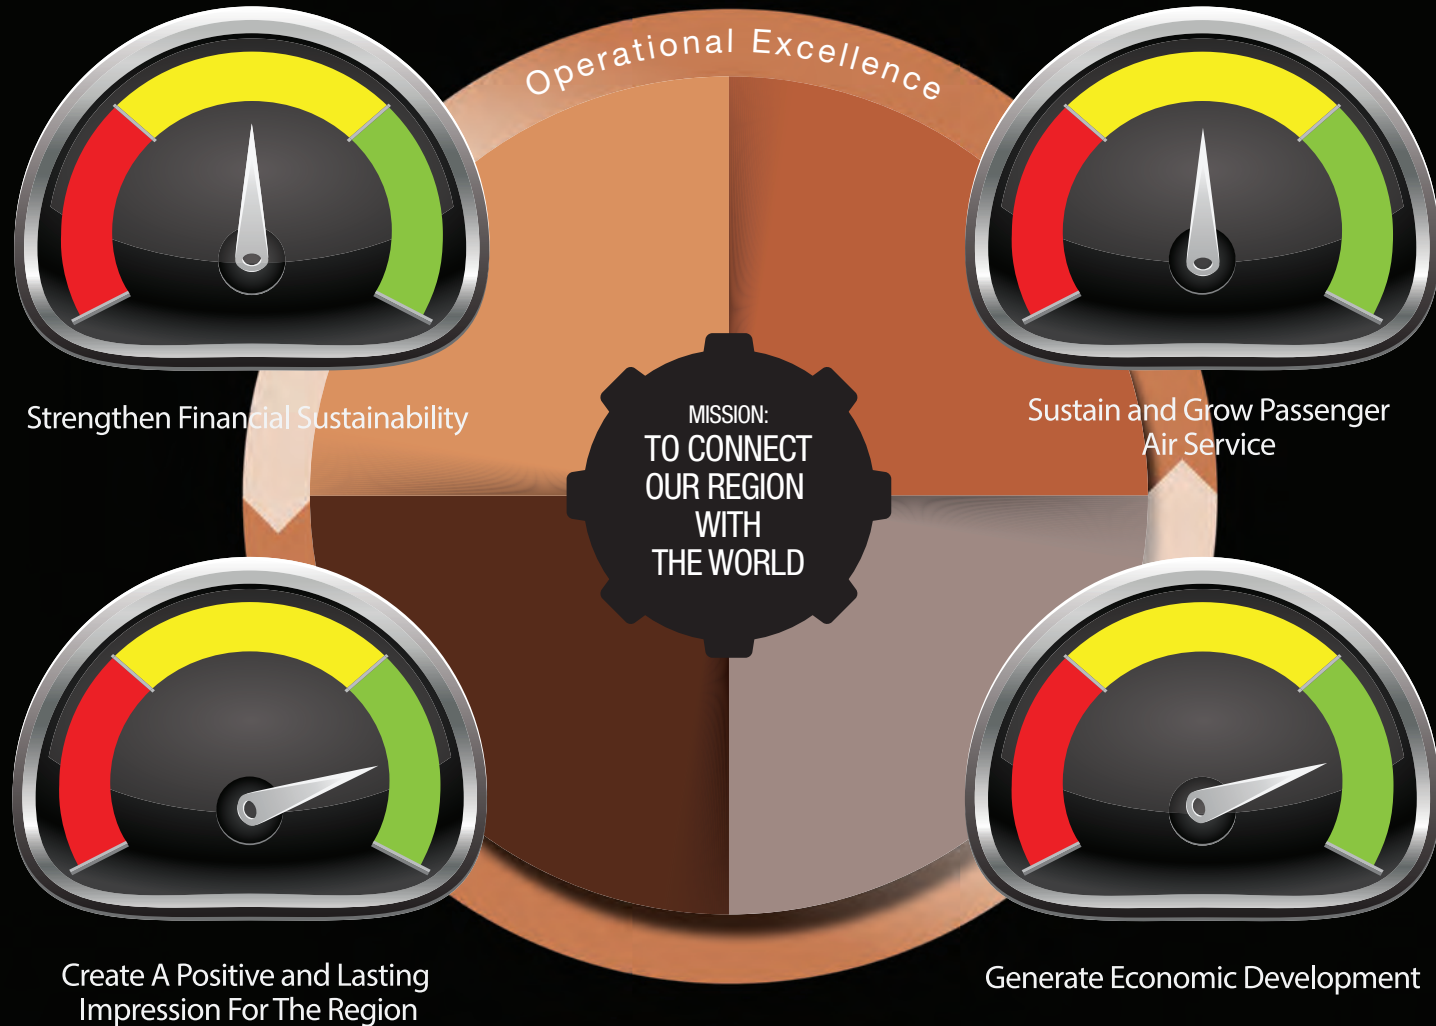 Operational Excellence
Strengthen Financial Sustainability
Sustain and Grow Passenger
Air Service
MISSION:
TO CONNECT
OUR REGION
WITH
THE WORLD
Create A Positive and Lasting
Impression For The Region
Generate Economic Development